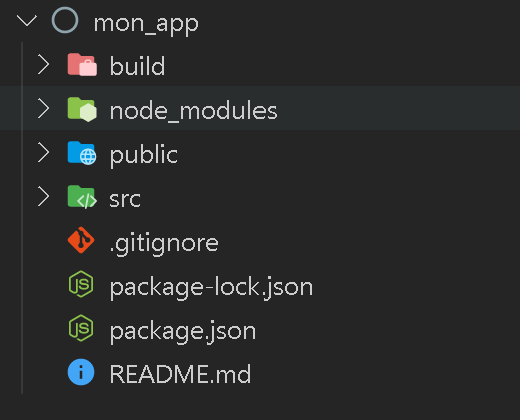 mon_app
build
node_modules
public
src
.gitignore
package-lock.json
package.json
README.md